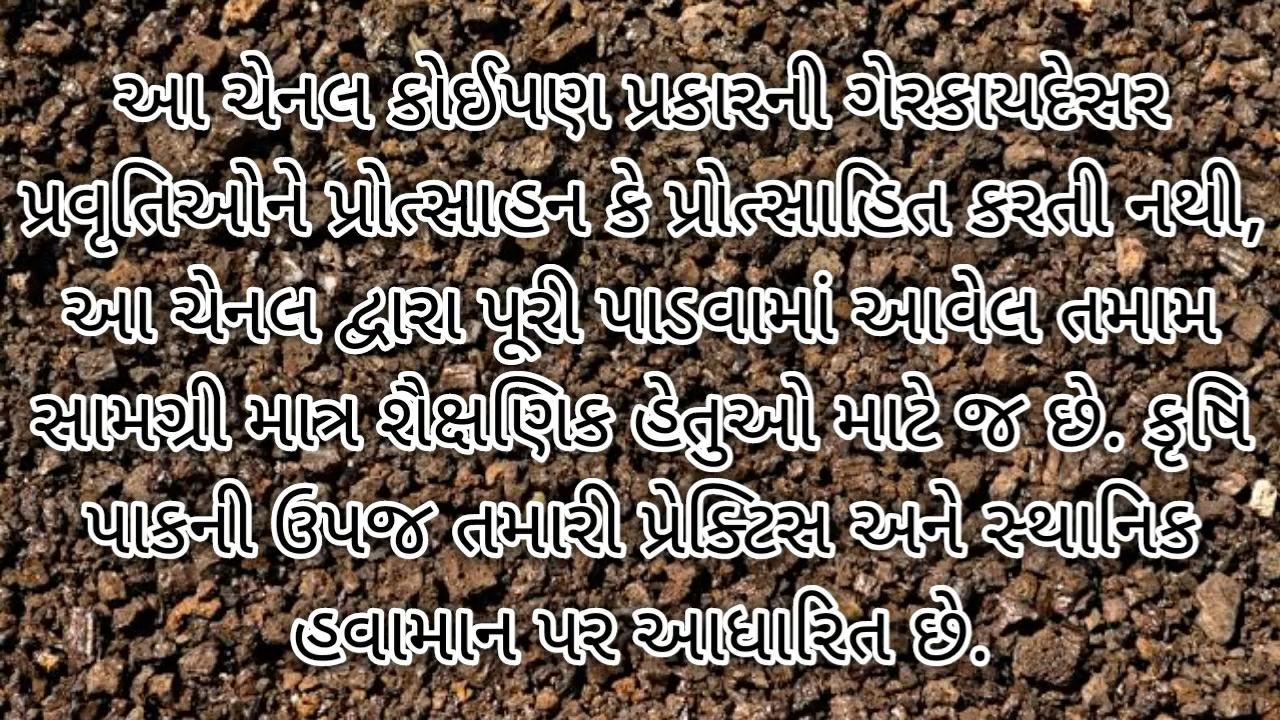 આ ચેનલ કોઈપણ પ્રકારની ગેરકાયદેસર
પ્રવૃતિઓને પ્રોત્સાહન કે પ્રોત્સાહિત કરતી નથી,
આ ચેનલ દ્વારા પૂરી પાડવામાં આવેલ તમામ
સામગ્રી માત્ર શૈક્ષણિક હેતુઓ માટે જ છે. કૃષિ
પાકની ઉપજ તમારી પ્રેક્ટિસ અને સ્થાનિક
હવામાન પર આધારિત છે.